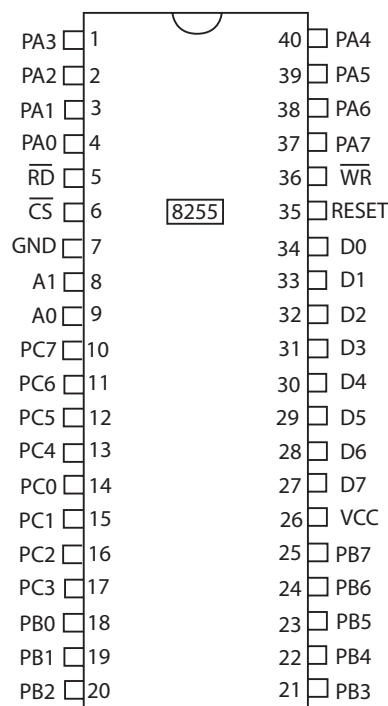 PA3 1 40 PA4
PA2 2 39 PA5
PA1 3 38 PA6
PA0 4 37 PA7
R̅D̅ 5 36 W̅R̅
C̅S̅ 6 8255 35 RESET
GND 7 34 D0
A1 8 33 D1
A0 9 32 D2
PC7 10 31 D3
PC6 11 30 D4
PC5 12 29 D5
PC4 13 28 D6
PC0 14 27 D7
PC1 15 26 VCC
PC2 16 25 PB7
PC3 17 24 PB6
PB0 18 23 PB5
PB1 19 22 PB4
PB2 20 21 PB3